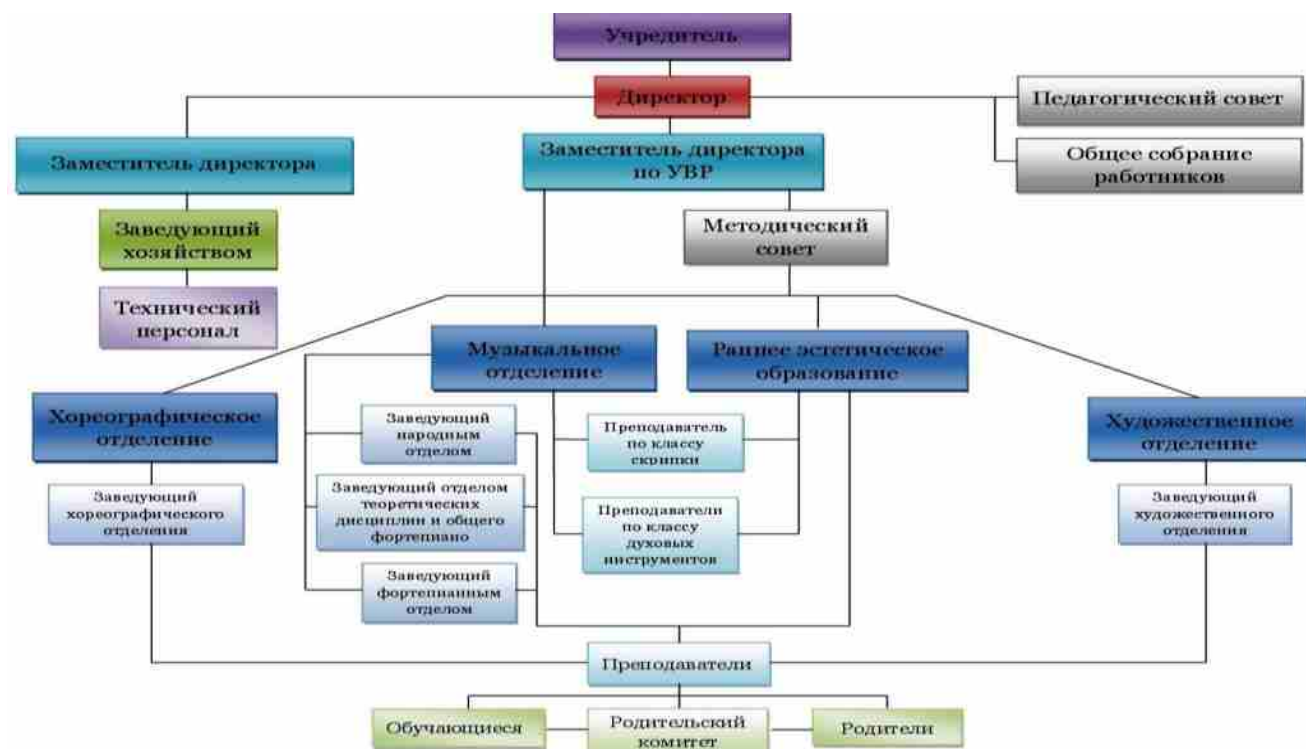 Учредитель
Директор
Педагогический совет
Заместитель директора
Заместитель директора
по УВР
Общее собрание
работников
Заведующий
хозяйством
Методический
совет
Технический
персонал
Музыкальное
отделение
Раннее эстетическое
образование
Хореографическое
отделение
Художественное
отделение
Заведующий
народным
отделом
Преподаватель
по классу
скрипки
Заведующий
хореографического
отделения
Заведующий отделом
теоретических
дисциплин и общего
фортепиано
Преподаватели
по классу
духовых
инструментов
Заведующий
художественного
отделения
Заведующий
фортепианным
отделом
Преподаватели
Обучающиеся
Родительский
комитет
Родители